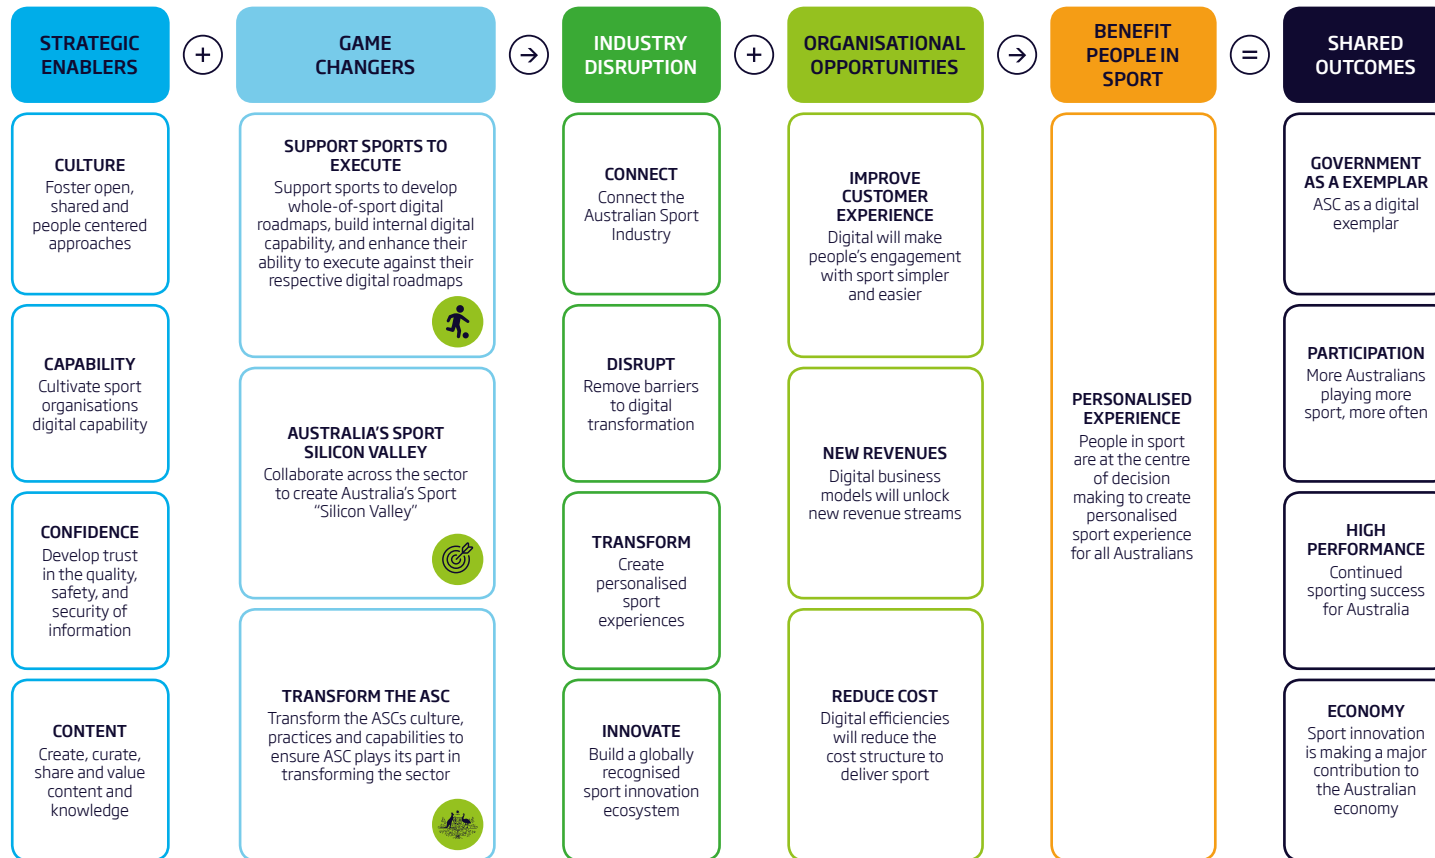 STRATEGIC
ENABLERS
+
GAME
CHANGERS
→
INDUSTRY
DISRUPTION
+
ORGANISATIONAL
OPPORTUNITIES
→
BENEFIT
PEOPLE IN
SPORT
=
SHARED
OUTCOMES
CULTURE
Foster open,
shared and
people centered
approaches
CAPABILITY
Cultivate sport
organisations
digital capability
CONFIDENCE
Develop trust
in the quality,
safety, and
security of
information
CONTENT
Create, curate,
share and value
content and
knowledge
SUPPORT SPORTS TO
EXECUTE
Support sports to develop
whole-of-sport digital
roadmaps, build internal digital
capability, and enhance their
ability to execute against their
respective digital roadmaps
AUSTRALIA'S SPORT
SILICON VALLEY
Collaborate across the sector
to create Australia's Sport
"Silicon Valley"
TRANSFORM THE ASC
Transform the ASCs culture,
practices and capabilities to
ensure ASC plays its part in
transforming the sector
CONNECT
Connect the
Australian Sport
Industry
DISRUPT
Remove barriers
to digital
transformation
TRANSFORM
Create
personalised
sport
experiences
INNOVATE
Build a globally
recognised
sport innovation
ecosystem
IMPROVE
CUSTOMER
EXPERIENCE
Digital will make
people's engagement
with sport simpler
and easier
NEW REVENUES
Digital business
models will unlock
new revenue streams
REDUCE COST
Digital efficiencies
will reduce the
cost structure to
deliver sport
PERSONALISED
EXPERIENCE
People in sport
are at the centre
of decision
making to create
personalised
sport experience
for all Australians
GOVERNMENT
AS A EXEMPLAR
ASC as a digital
exemplar
PARTICIPATION
More Australians
playing more
sport, more often
HIGH
PERFORMANCE
Continued
sporting success
for Australia
ECONOMY
Sport innovation
is making a major
contribution to
the Australian
economy